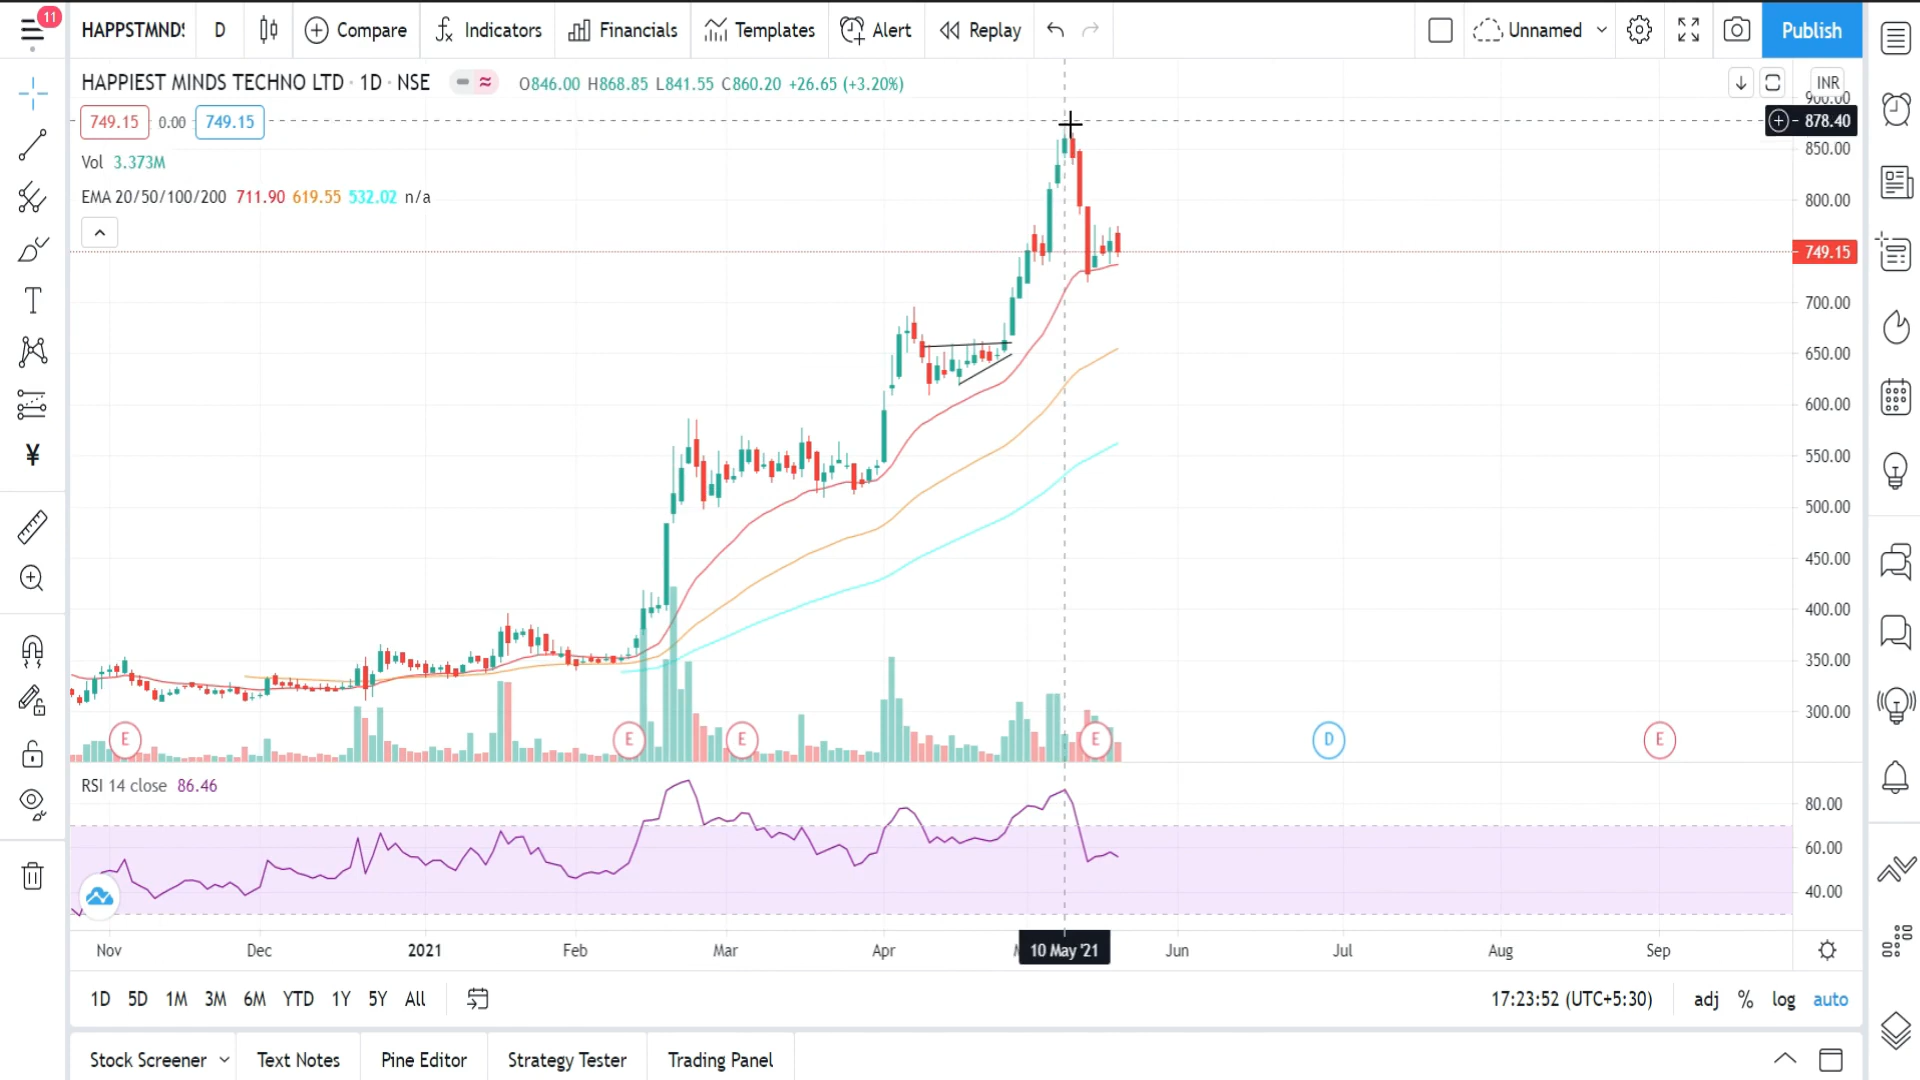 11
HAPPSTMND:
D
Compare
Indicators
Financials
Templates
Alert
Replay
Unnamed
Publish
HAPPIEST MINDS TECHNO LTD · 1D · NSE
O846.00 H868.85 L841.55 C860.20 +26.65 (+3.20%)
INR
749.15 0.00 749.15
Vol 3.373M
EMA 20/50/100/200 711.90 619.55 532.02 n/a
900.00
878.40
850.00
800.00
749.15
700.00
650.00
600.00
550.00
500.00
450.00
400.00
350.00
300.00
E E E E D E
RSI 14 close 86.46
80.00
60.00
40.00
Nov Dec 2021 Feb Mar Apr 10 May '21 Jun Jul Aug Sep
1D 5D 1M 3M 6M YTD 1Y 5Y All
17:23:52 (UTC+5:30) adj % log auto
Stock Screener Text Notes Pine Editor Strategy Tester Trading Panel